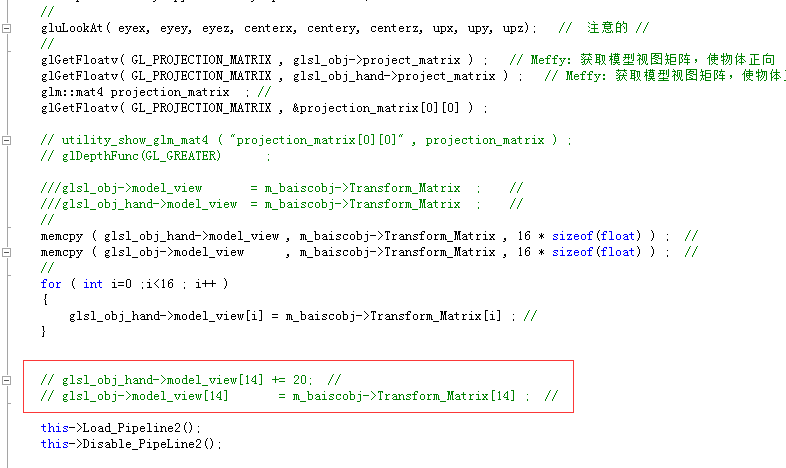 //
gluLookAt( eyex, eyey, eyez, centerx, centery, centerz, upx, upy, upz);   //  注意的 //
//
glGetFloatv( GL_PROJECTION_MATRIX , glsl_obj->project_matrix ) ;  // Meffy: 获取模型视图矩阵，使物体正向
glGetFloatv( GL_PROJECTION_MATRIX , glsl_obj_hand->project_matrix ) ;   // Meffy: 获取模型视图矩阵，使物体
glm::mat4 projection_matrix  ; //
glGetFloatv( GL_PROJECTION_MATRIX , &projection_matrix[0][0] ) ;
// utility_show_glm_mat4 ( "projection_matrix[0][0]" , projection_matrix ) ;
// glDepthFunc(GL_GREATER)      ;
///glsl_obj->model_view       = m_baiscobj->Transform_Matrix  ;    //
///glsl_obj_hand->model_view  = m_baiscobj->Transform_Matrix  ;    //
//
memcpy ( glsl_obj_hand->model_view , m_baiscobj->Transform_Matrix , 16 * sizeof(float) ) ;  //
memcpy ( glsl_obj->model_view      , m_baiscobj->Transform_Matrix , 16 * sizeof(float) ) ;  //
//
for ( int i=0 ;i<16 ; i++ )
{
glsl_obj_hand->model_view[i] = m_baiscobj->Transform_Matrix[i] ; //
}
// glsl_obj_hand->model_view[14] += 20;  //
// glsl_obj->model_view[14]       = m_baiscobj->Transform_Matrix[14] ;  //
this->Load_Pipeline2();
this->Disable_PipeLine2();